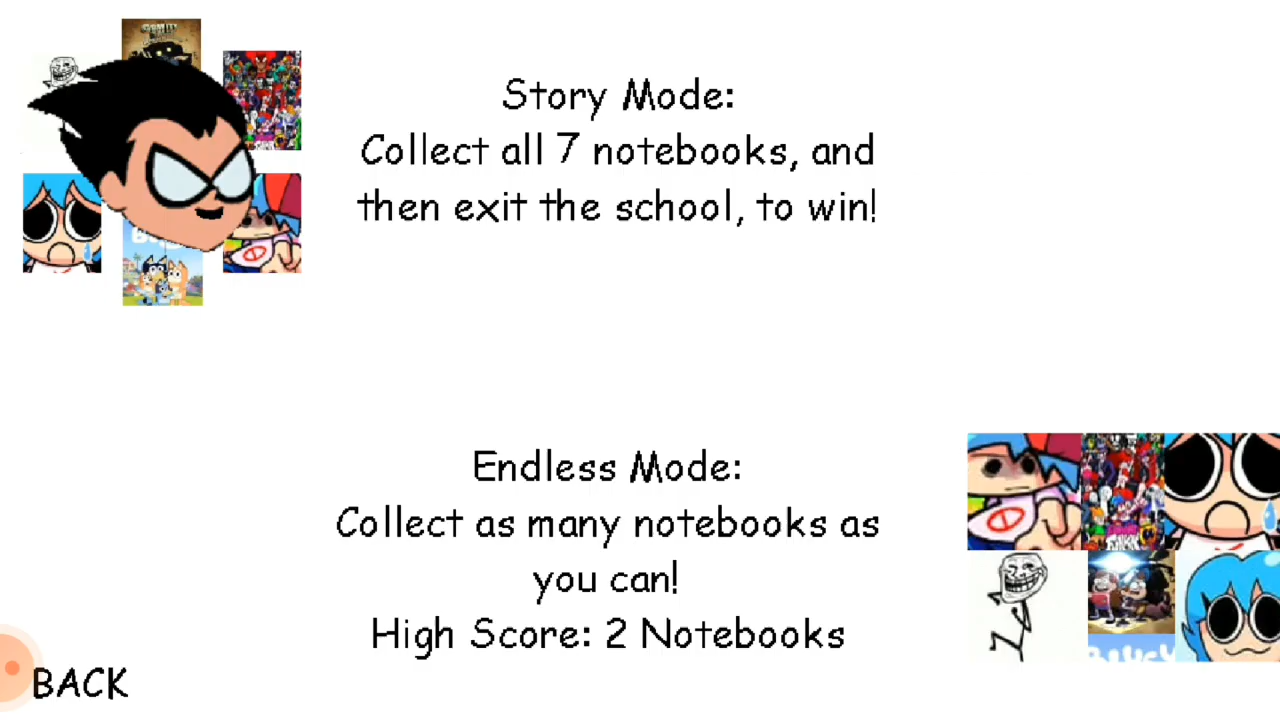 Story Mode:
Collect all 7 notebooks, and
then exit the school, to win!
Endless Mode:
Collect as many notebooks as
you can!
High Score: 2 Notebooks
BACK